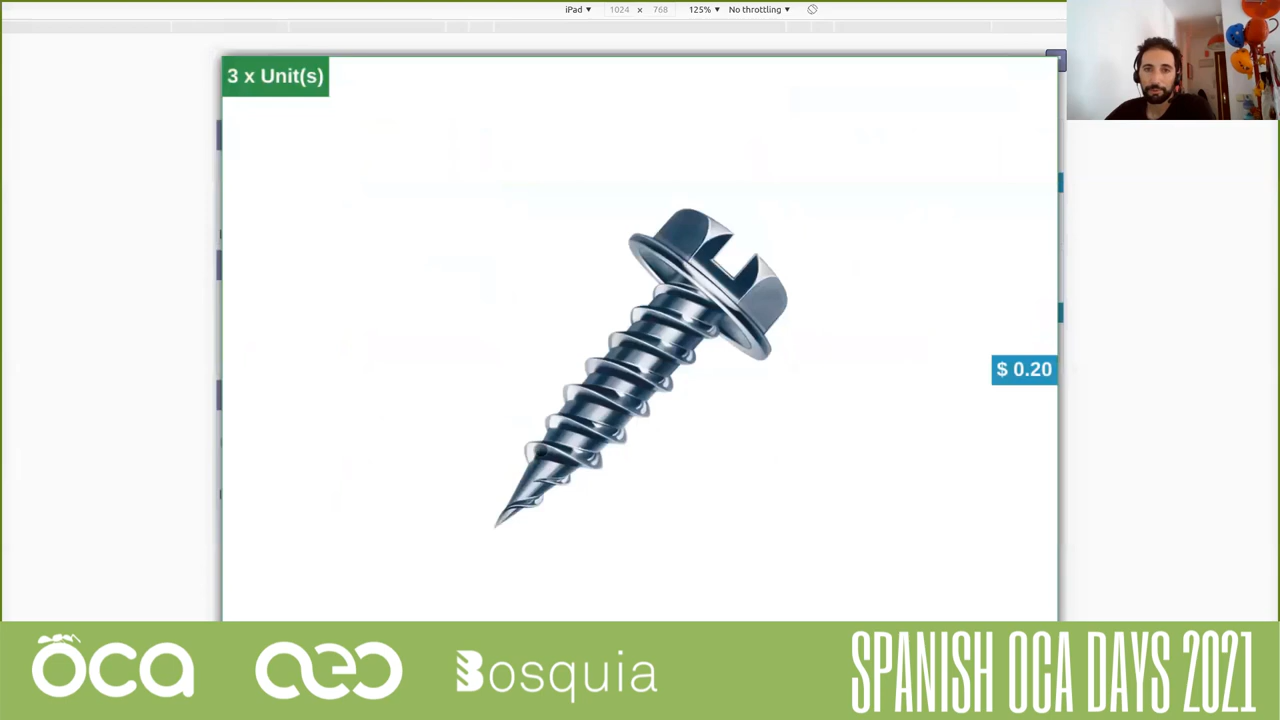 iPad ▼ 1024 × 768 125% ▼ No throttling ▼
3 x Unit(s)
$ 0.20
oca aeo Bosquia SPANISH OCA DAYS 2021